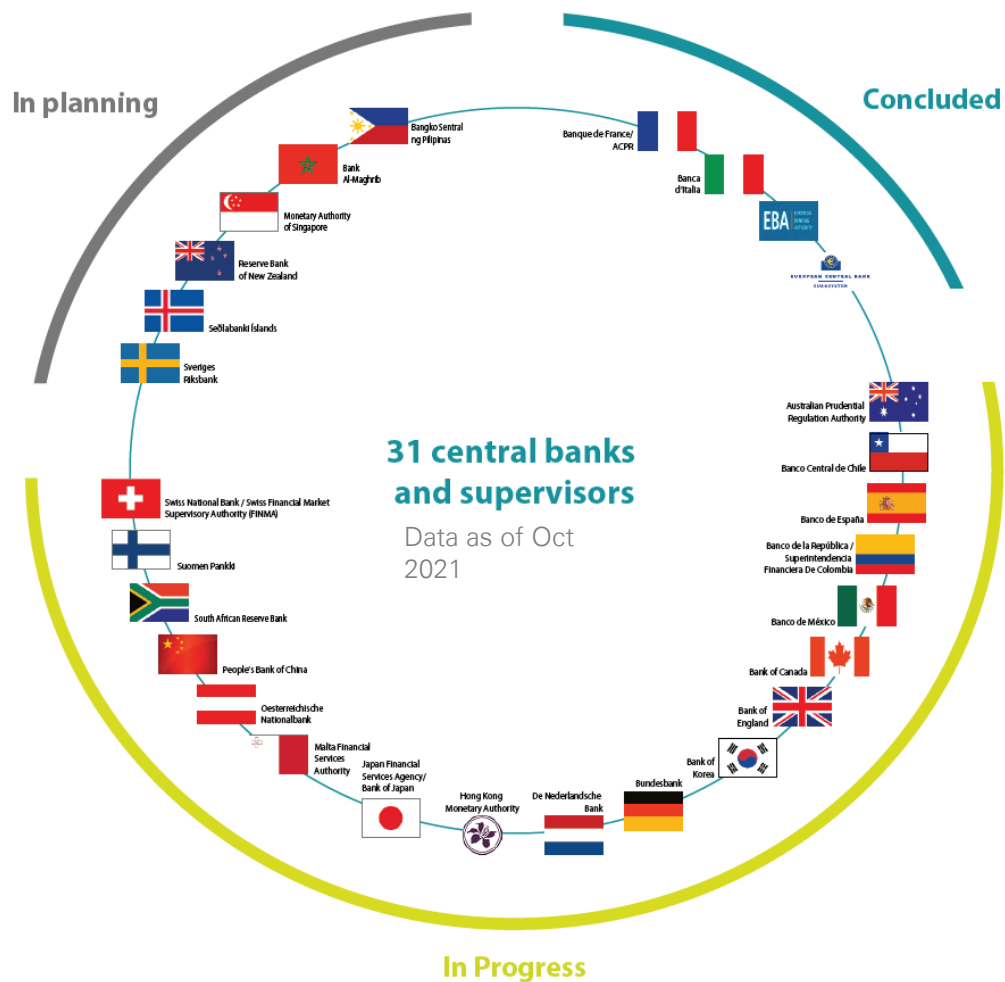 In planning
Concluded
Bangko Sentral
ng Pilipinas
Bank
Al-Maghrib
Monetary Authority
of Singapore
Reserve Bank
of New Zealand
Seðlabanki Íslands
Sveriges
Riksbank
Banque de France/
ACPR
Banca
d'Italia
EBA
EUROPEAN
BANKING
AUTHORITY
EUROPEAN CENTRAL BANK
EUROSYSTEM
31 central banks
and supervisors
Data as of Oct
2021
Australian Prudential
Regulation Authority
Banco Central de Chile
Banco de España
Banco de la República /
Superintendencia
Financiera De Colombia
Banco de México
Bank of Canada
Bank of
England
Bank of
Korea
Bundesbank
De Nederlandsche
Bank
Hong Kong
Monetary Authority
Japan Financial
Services Agency/
Bank of Japan
Malta Financial
Services
Authority
Oesterreichische
Nationalbank
People's Bank of China
South African Reserve Bank
Suomen Pankki
Swiss National Bank / Swiss Financial Market
Supervisory Authority (FINMA)
In Progress